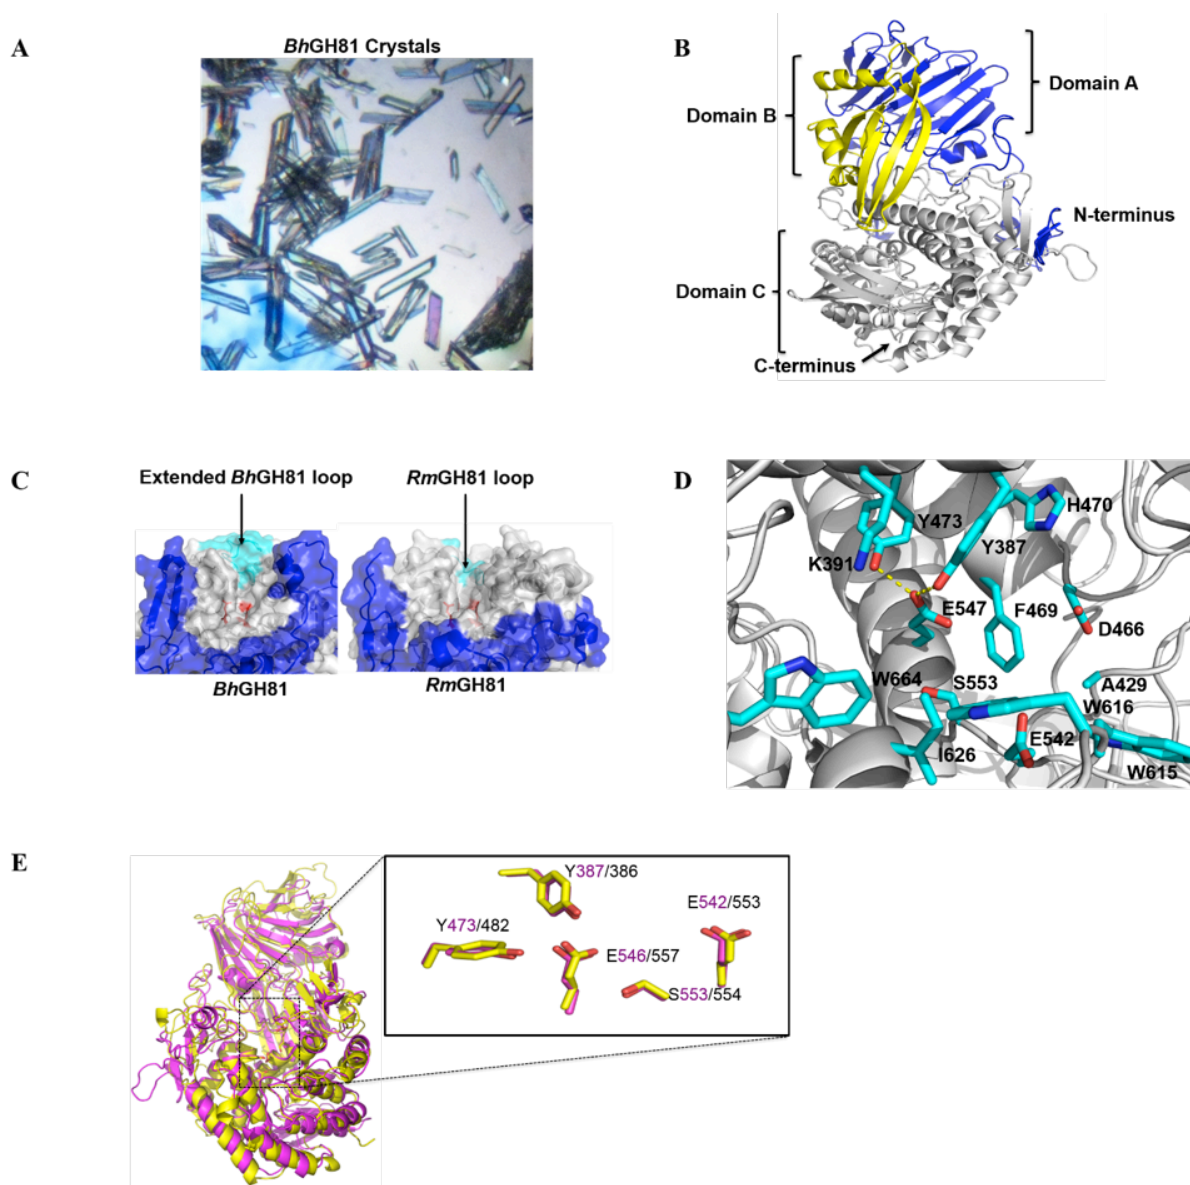 A
BhGH81 Crystals
B
Domain A
Domain B
N-terminus
Domain C
C-terminus
C
Extended BhGH81 loop
RmGH81 loop
BhGH81
RmGH81
D
Y473
H470
Y387
K391
E547
F469
D466
W664
S553
A429
W616
E542
I626
W615
E
Y387/386
E542/553
Y473/482
E546/557
S553/554